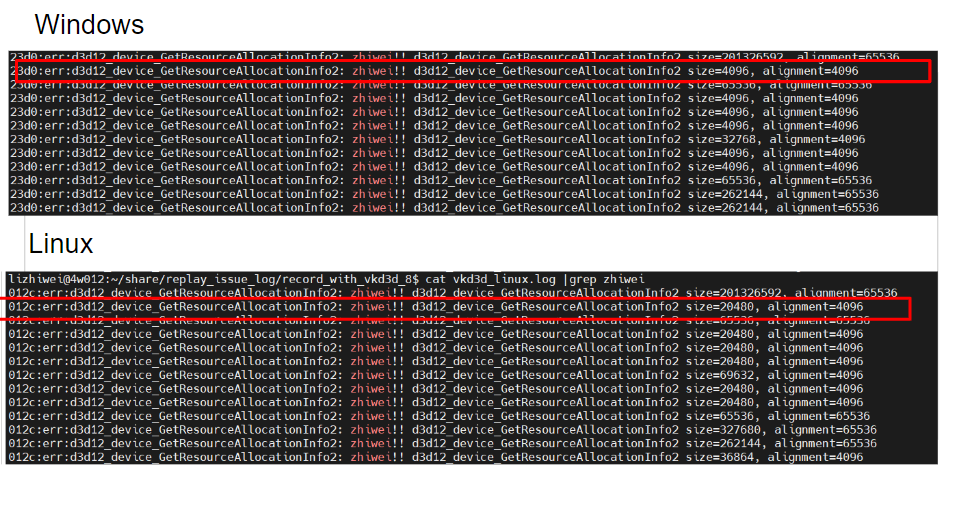 Windows
23d0:err:d3d12_device_GetResourceAllocationInfo2: zhiwei!! d3d12_device_GetResourceAllocationInfo2 size=201326592, alignment=65536
23d0:err:d3d12_device_GetResourceAllocationInfo2: zhiwei!! d3d12_device_GetResourceAllocationInfo2 size=4096, alignment=4096
23d0:err:d3d12_device_GetResourceAllocationInfo2: zhiwei!! d3d12_device_GetResourceAllocationInfo2 size=65536, alignment=65536
23d0:err:d3d12_device_GetResourceAllocationInfo2: zhiwei!! d3d12_device_GetResourceAllocationInfo2 size=4096, alignment=4096
23d0:err:d3d12_device_GetResourceAllocationInfo2: zhiwei!! d3d12_device_GetResourceAllocationInfo2 size=4096, alignment=4096
23d0:err:d3d12_device_GetResourceAllocationInfo2: zhiwei!! d3d12_device_GetResourceAllocationInfo2 size=4096, alignment=4096
23d0:err:d3d12_device_GetResourceAllocationInfo2: zhiwei!! d3d12_device_GetResourceAllocationInfo2 size=32768, alignment=4096
23d0:err:d3d12_device_GetResourceAllocationInfo2: zhiwei!! d3d12_device_GetResourceAllocationInfo2 size=4096, alignment=4096
23d0:err:d3d12_device_GetResourceAllocationInfo2: zhiwei!! d3d12_device_GetResourceAllocationInfo2 size=4096, alignment=4096
23d0:err:d3d12_device_GetResourceAllocationInfo2: zhiwei!! d3d12_device_GetResourceAllocationInfo2 size=65536, alignment=65536
23d0:err:d3d12_device_GetResourceAllocationInfo2: zhiwei!! d3d12_device_GetResourceAllocationInfo2 size=262144, alignment=65536
23d0:err:d3d12_device_GetResourceAllocationInfo2: zhiwei!! d3d12_device_GetResourceAllocationInfo2 size=262144, alignment=65536
Linux
lizhiwei@4w012:~/share/replay_issue_log/record_with_vkd3d_8$ cat vkd3d_linux.log |grep zhiwei
012c:err:d3d12_device_GetResourceAllocationInfo2: zhiwei!! d3d12_device_GetResourceAllocationInfo2 size=201326592, alignment=65536
012c:err:d3d12_device_GetResourceAllocationInfo2: zhiwei!! d3d12_device_GetResourceAllocationInfo2 size=20480, alignment=4096
012c:err:d3d12_device_GetResourceAllocationInfo2: zhiwei!! d3d12_device_GetResourceAllocationInfo2 size=65536, alignment=65536
012c:err:d3d12_device_GetResourceAllocationInfo2: zhiwei!! d3d12_device_GetResourceAllocationInfo2 size=20480, alignment=4096
012c:err:d3d12_device_GetResourceAllocationInfo2: zhiwei!! d3d12_device_GetResourceAllocationInfo2 size=20480, alignment=4096
012c:err:d3d12_device_GetResourceAllocationInfo2: zhiwei!! d3d12_device_GetResourceAllocationInfo2 size=20480, alignment=4096
012c:err:d3d12_device_GetResourceAllocationInfo2: zhiwei!! d3d12_device_GetResourceAllocationInfo2 size=69632, alignment=4096
012c:err:d3d12_device_GetResourceAllocationInfo2: zhiwei!! d3d12_device_GetResourceAllocationInfo2 size=20480, alignment=4096
012c:err:d3d12_device_GetResourceAllocationInfo2: zhiwei!! d3d12_device_GetResourceAllocationInfo2 size=20480, alignment=4096
012c:err:d3d12_device_GetResourceAllocationInfo2: zhiwei!! d3d12_device_GetResourceAllocationInfo2 size=65536, alignment=65536
012c:err:d3d12_device_GetResourceAllocationInfo2: zhiwei!! d3d12_device_GetResourceAllocationInfo2 size=327680, alignment=65536
012c:err:d3d12_device_GetResourceAllocationInfo2: zhiwei!! d3d12_device_GetResourceAllocationInfo2 size=262144, alignment=65536
012c:err:d3d12_device_GetResourceAllocationInfo2: zhiwei!! d3d12_device_GetResourceAllocationInfo2 size=36864, alignment=4096